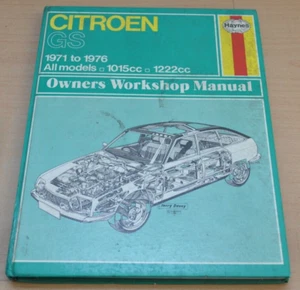 CITROEN
GS
Haynes
1971 to 1976
All models □ 1015cc □ 1222cc
Owners Workshop Manual